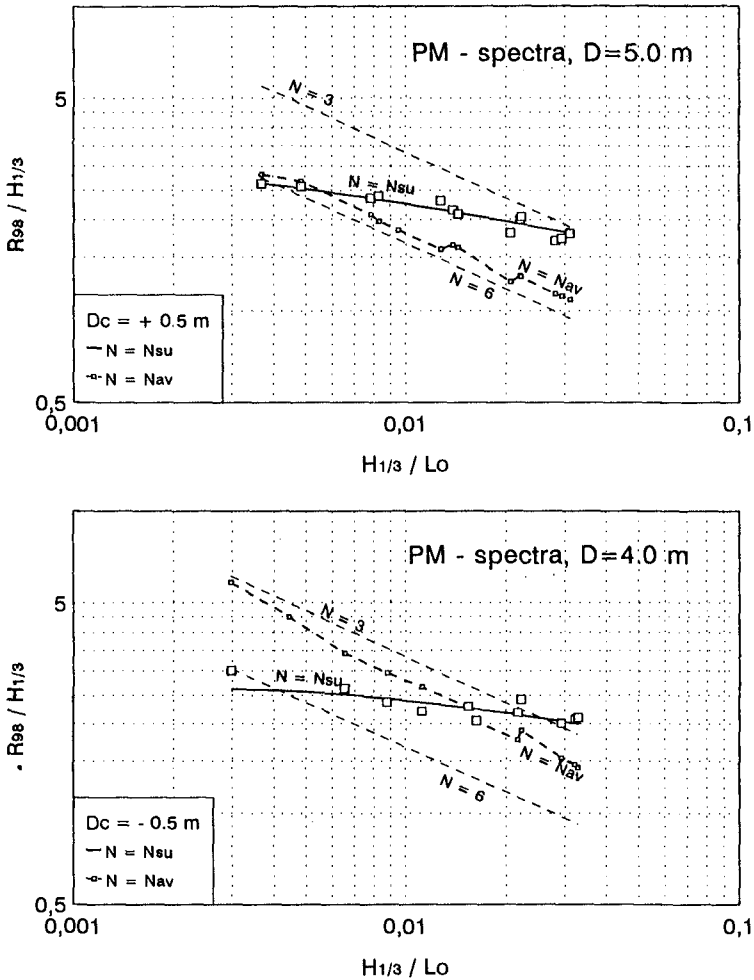 PM - spectra, D=5.0 m
5
N = 3
R98 / H1/3
N = Nsu
N = Nav
N = 6
Dc = + 0.5 m
N = Nsu
N = Nav
0,5
0,001
0,01
0,1
H1/3 / Lo
PM - spectra, D=4.0 m
5
N = 3
R98 / H1/3
N = Nsu
N = Nav
N = 6
Dc = - 0.5 m
N = Nsu
N = Nav
0,5
0,001
0,01
0,1
H1/3 / Lo